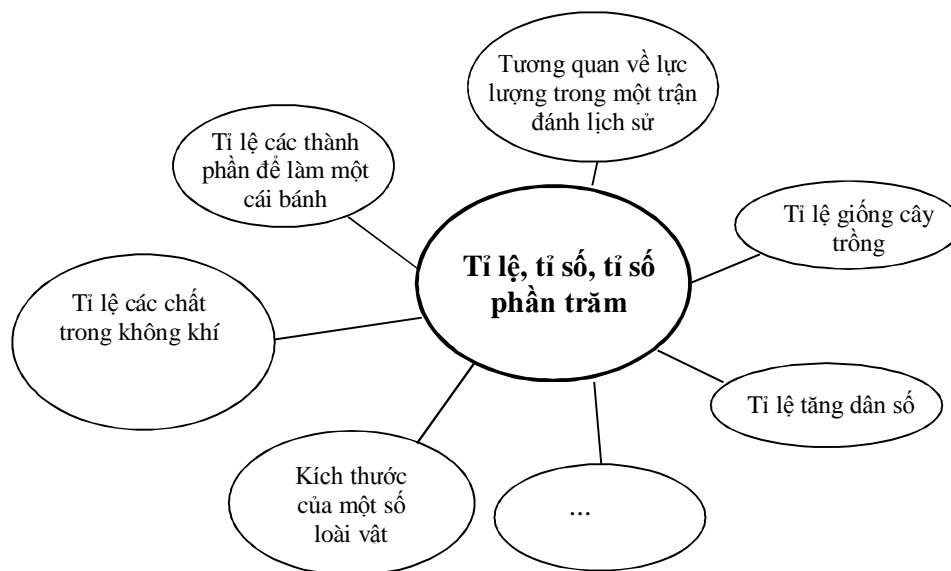 Tương quan về lực
lượng trong một trận
đánh lịch sử
Tỉ lệ các thành
phần để làm một
cái bánh
Tỉ lệ giống cây
trồng
Tỉ lệ, tỉ số, tỉ số
phần trăm
Tỉ lệ các chất
trong không khí
Tỉ lệ tăng dân số
Kích thước
của một số
loài vật
...